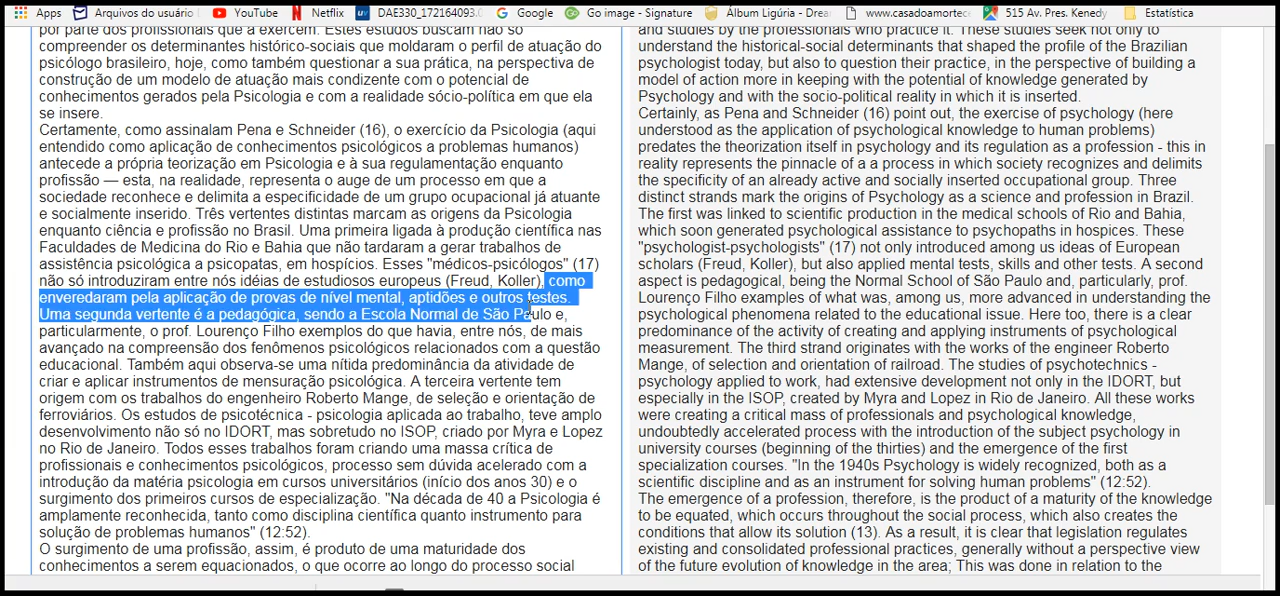 Apps
Arquivos do usuário
YouTube
Netflix
DAE330_172164093.
Google
Go image - Signature
Álbum Ligúria - Drea
www.casadoamortece
515 Av. Pres. Kenedy
Estatística
por parte dos profissionais que a exercem. Estes estudos buscam não só
compreender os determinantes histórico-sociais que moldaram o perfil de atuação do
psicólogo brasileiro, hoje, como também questionar a sua prática, na perspectiva de
construção de um modelo de atuação mais condizente com o potencial de
conhecimentos gerados pela Psicologia e com a realidade sócio-política em que ela
se insere.
Certamente, como assinalam Pena e Schneider (16), o exercício da Psicologia (aqui
entendido como aplicação de conhecimentos psicológicos a problemas humanos)
antecede a própria teorização em Psicologia e à sua regulamentação enquanto
profissão — esta, na realidade, representa o auge de um processo em que a
sociedade reconhece e delimita a especificidade de um grupo ocupacional já atuante
e socialmente inserido. Três vertentes distintas marcam as origens da Psicologia
enquanto ciência e profissão no Brasil. Uma primeira ligada à produção científica nas
Faculdades de Medicina do Rio e Bahia que não tardaram a gerar trabalhos de
assistência psicológica a psicopatas, em hospícios. Esses "médicos-psicólogos" (17)
não só introduziram entre nós idéias de estudiosos europeus (Freud, Koller), como
enveredaram pela aplicação de provas de nível mental, aptidões e outros testes.
Uma segunda vertente é a pedagógica, sendo a Escola Normal de São Paulo e,
particularmente, o prof. Lourenço Filho exemplos do que havia, entre nós, de mais
avançado na compreensão dos fenômenos psicológicos relacionados com a questão
educacional. Também aqui observa-se uma nítida predominância da atividade de
criar e aplicar instrumentos de mensuração psicológica. A terceira vertente tem
origem com os trabalhos do engenheiro Roberto Mange, de seleção e orientação de
ferroviários. Os estudos de psicotécnica - psicologia aplicada ao trabalho, teve amplo
desenvolvimento não só no IDORT, mas sobretudo no ISOP, criado por Myra e Lopez
no Rio de Janeiro. Todos esses trabalhos foram criando uma massa crítica de
profissionais e conhecimentos psicológicos, processo sem dúvida acelerado com a
introdução da matéria psicologia em cursos universitários (início dos anos 30) e o
surgimento dos primeiros cursos de especialização. "Na década de 40 a Psicologia é
amplamente reconhecida, tanto como disciplina científica quanto instrumento para
solução de problemas humanos" (12:52).
O surgimento de uma profissão, assim, é produto de uma maturidade dos
conhecimentos a serem equacionados, o que ocorre ao longo do processo social
and studies by the professionals who practice it. These studies seek not only to
understand the historical-social determinants that shaped the profile of the Brazilian
psychologist today, but also to question their practice, in the perspective of building a
model of action more in keeping with the potential of knowledge generated by
Psychology and with the socio-political reality in which it is inserted.
Certainly, as Pena and Schneider (16) point out, the exercise of psychology (here
understood as the application of psychological knowledge to human problems)
predates the theorization itself in psychology and its regulation as a profession - this in
reality represents the pinnacle of a a process in which society recognizes and delimits
the specificity of an already active and socially inserted occupational group. Three
distinct strands mark the origins of Psychology as a science and profession in Brazil.
The first was linked to scientific production in the medical schools of Rio and Bahia,
which soon generated psychological assistance to psychopaths in hospices. These
"psychologist-psychologists" (17) not only introduced among us ideas of European
scholars (Freud, Koller), but also applied mental tests, skills and other tests. A second
aspect is pedagogical, being the Normal School of São Paulo and, particularly, prof.
Lourenço Filho examples of what was, among us, more advanced in understanding the
psychological phenomena related to the educational issue. Here too, there is a clear
predominance of the activity of creating and applying instruments of psychological
measurement. The third strand originates with the works of the engineer Roberto
Mange, of selection and orientation of railroad. The studies of psychotechnics -
psychology applied to work, had extensive development not only in the IDORT, but
especially in the ISOP, created by Myra and Lopez in Rio de Janeiro. All these works
were creating a critical mass of professionals and psychological knowledge,
undoubtedly accelerated process with the introduction of the subject psychology in
university courses (beginning of the thirties) and the emergence of the first
specialization courses. "In the 1940s Psychology is widely recognized, both as a
scientific discipline and as an instrument for solving human problems" (12:52).
The emergence of a profession, therefore, is the product of a maturity of the knowledge
to be equated, which occurs throughout the social process, which also creates the
conditions that allow its solution (13). As a result, it is clear that legislation regulates
existing and consolidated professional practices, generally without a perspective view
of the future evolution of knowledge in the area; This was done in relation to the